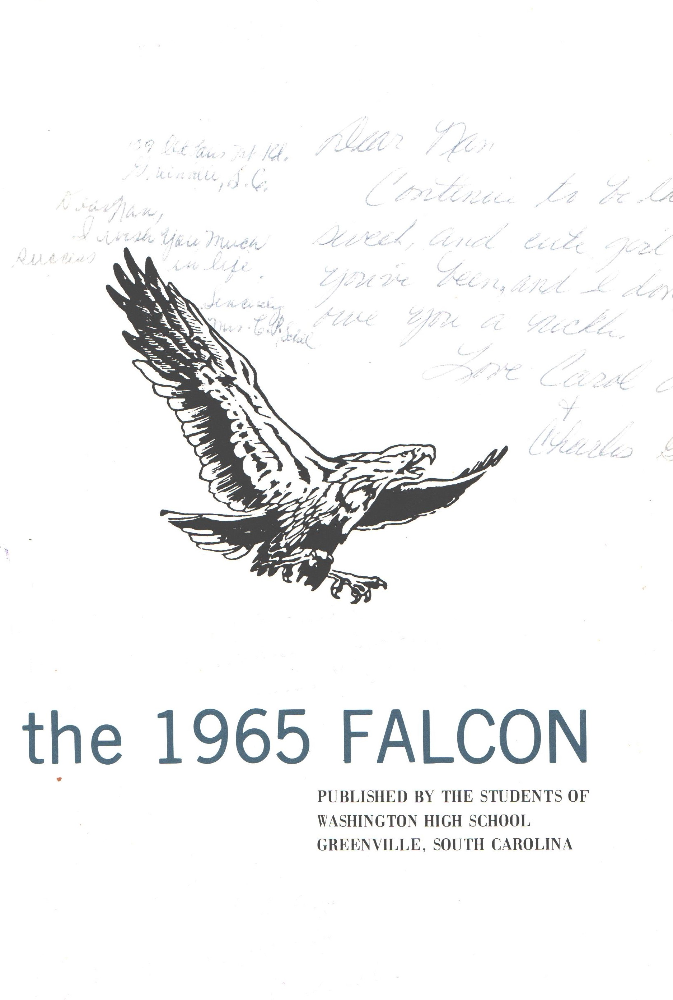 Rd.
S.C.
Dear Nan,
I wish you much
success in life.
Sincerely,
Mrs. C.
Dear Nan
Continue to be
sweet, and cute girl
you've been, and I
owe you a
Love Carol
+
Charles
the 1965 FALCON
PUBLISHED BY THE STUDENTS OF
WASHINGTON HIGH SCHOOL
GREENVILLE, SOUTH CAROLINA